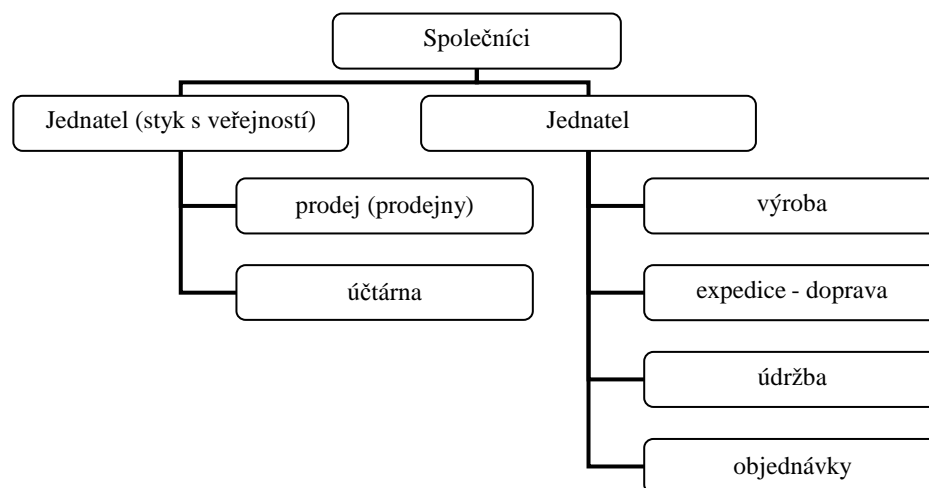 Společníci
Jednatel (styk s veřejností)
Jednatel
prodej (prodejny)
účtárna
výroba
expedice - doprava
údržba
objednávky